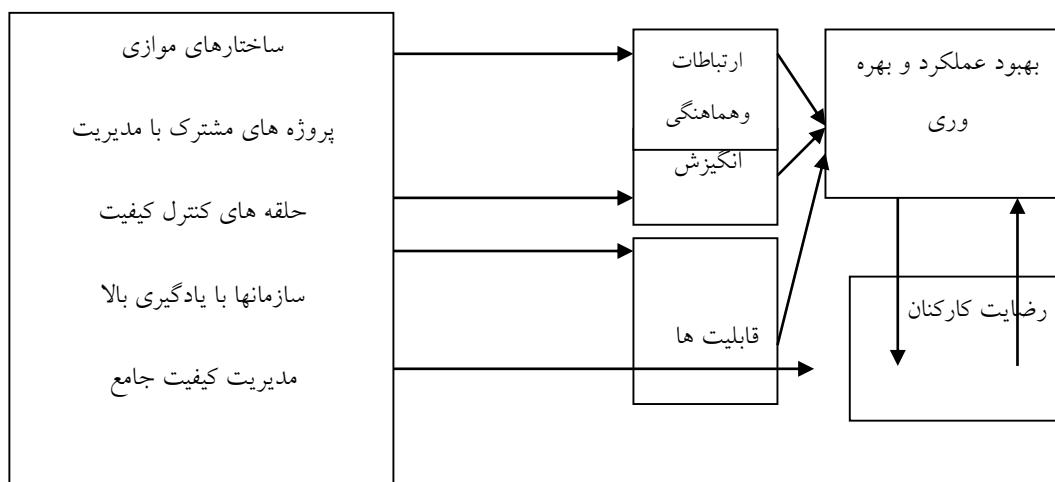 ساختارهای موازی
پروژه های مشترک با مدیریت
حلقه های کنترل کیفیت
سازمانها با یادگیری بالا
مدیریت کیفیت جامع
ارتباطات
وهماهنگی
انگیزش
قابلیت ها
بهبود عملکرد و بهره
وری
رضایت کارکنان